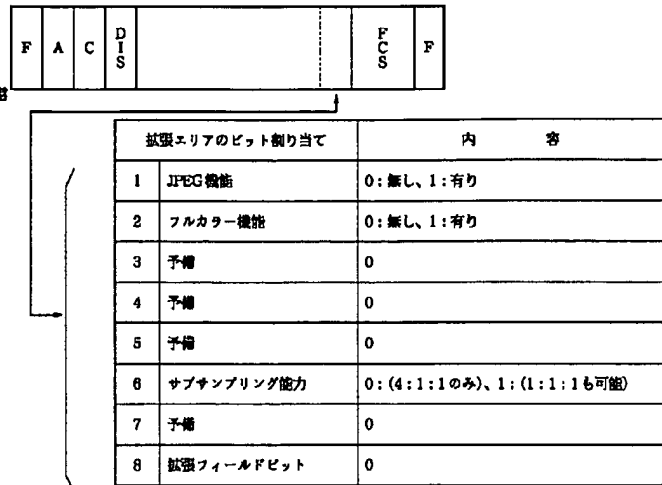 F A C DIS FCS F
拡張エリアのビット割り当て 内 容
1 JPEG機能 0:無し、1:有り
2 フルカラー機能 0:無し、1:有り
3 予備 0
4 予備 0
5 予備 0
6 サブサンプリング能力 0:(4:1:1のみ)、1:(1:1:1も可能)
7 予備 0
8 拡張フィールドビット 0